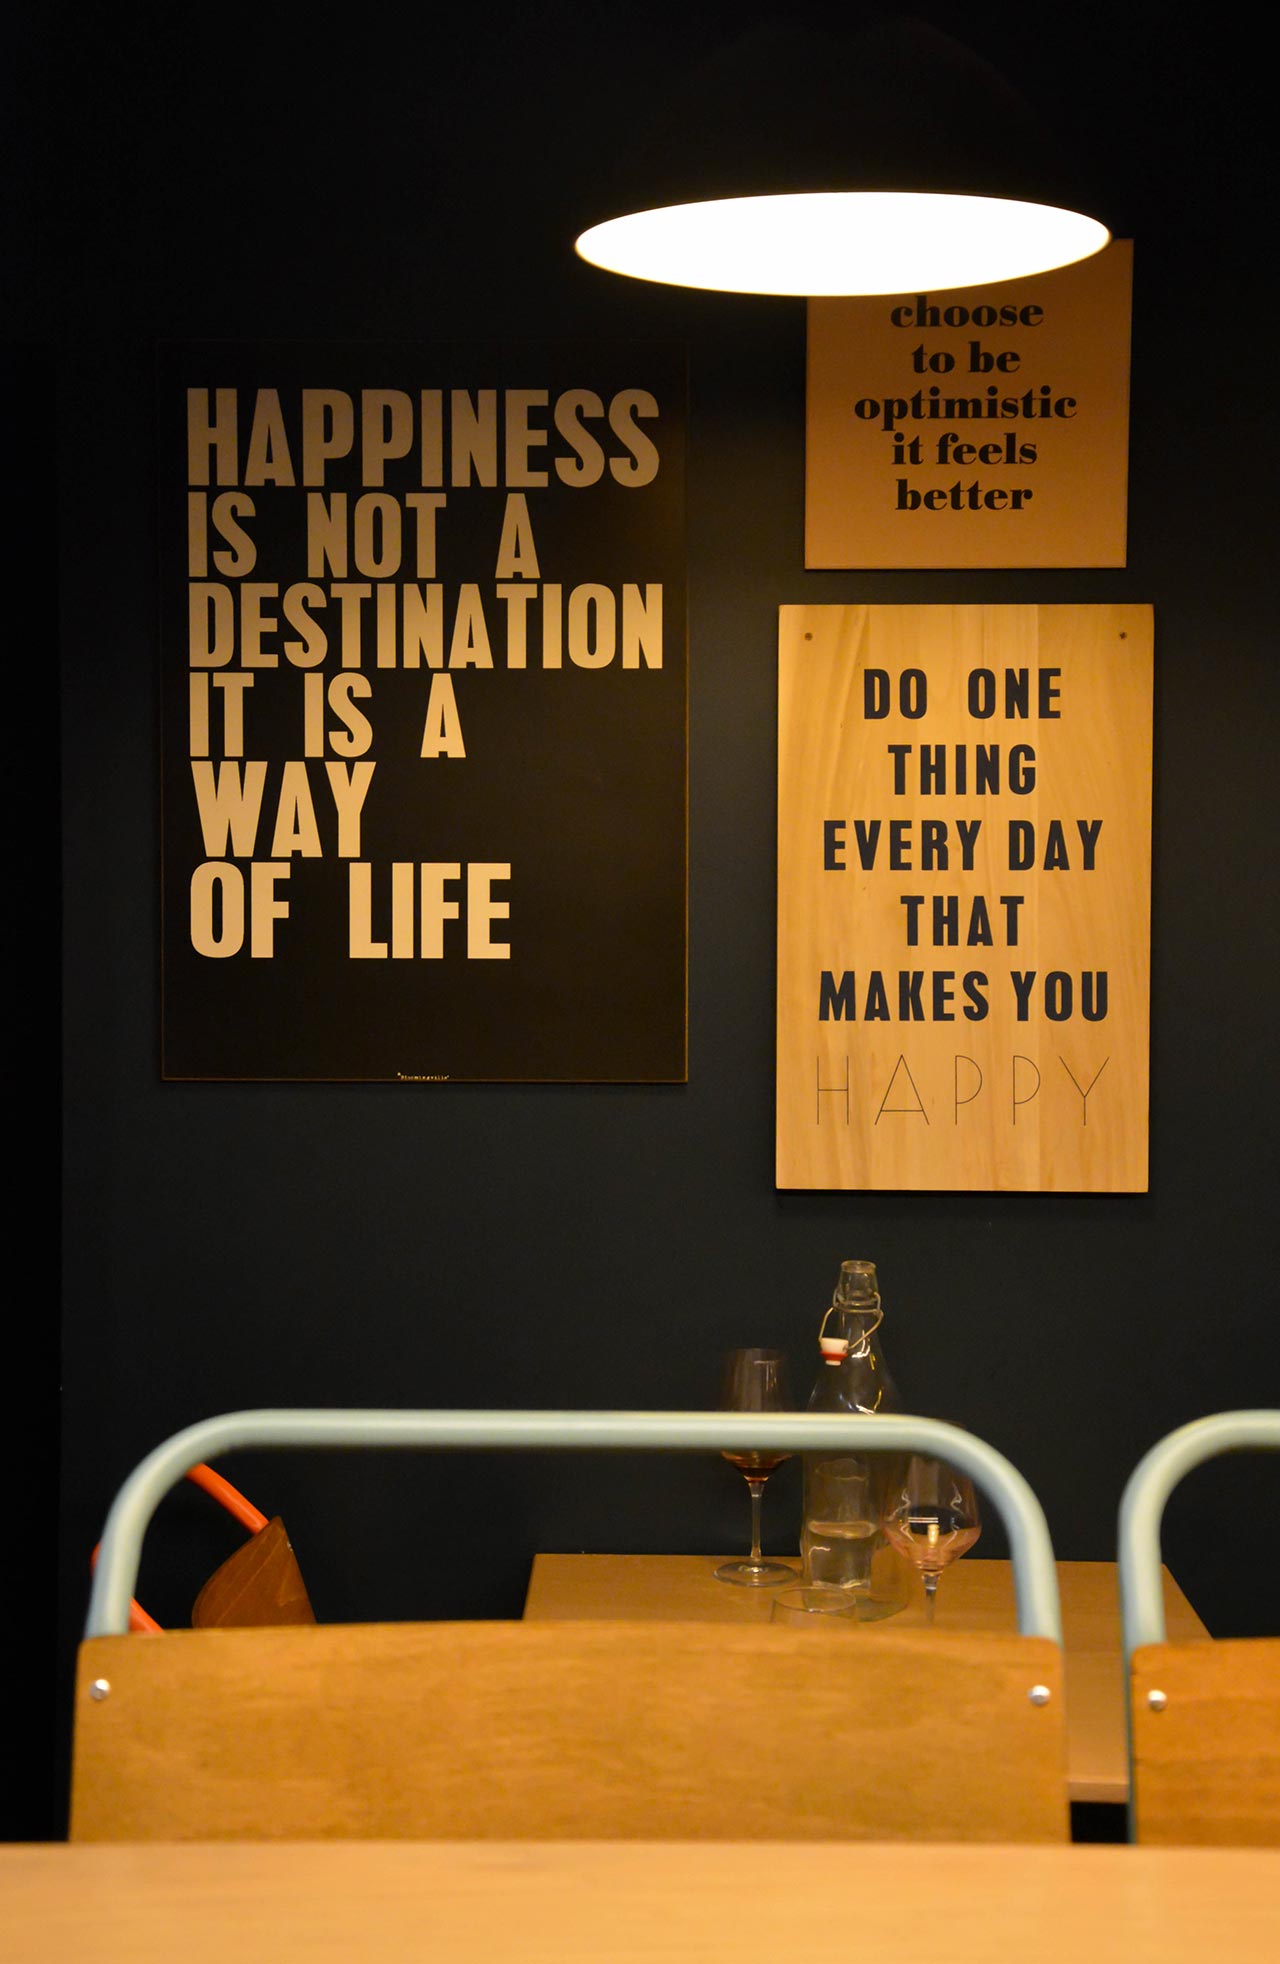 HAPPINESS
IS NOT A
DESTINATION
IT IS A
WAY
OF LIFE
Bloomingville
choose
to be
optimistic
it feels
better
DO ONE
THING
EVERY DAY
THAT
MAKES YOU
HAPPY